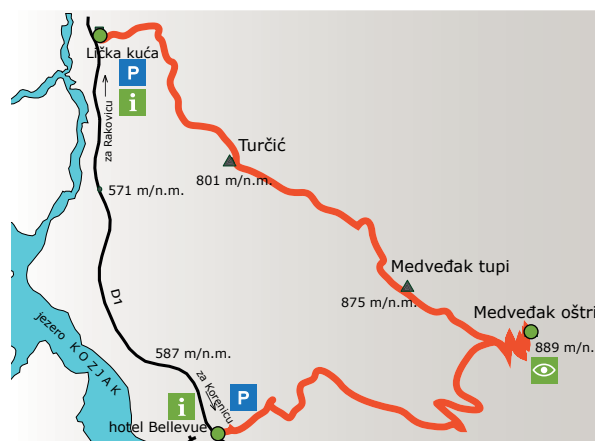 Lička kuća
P
i
za Rakovicu
Turčić
801 m/n.m.
571 m/n.m.
Medveđak tupi
875 m/n.m.
Medveđak oštri
889 m/n.m.
D1
jezero KOZJAK
587 m/n.m.
za Korenicu
i
P
hotel Bellevue